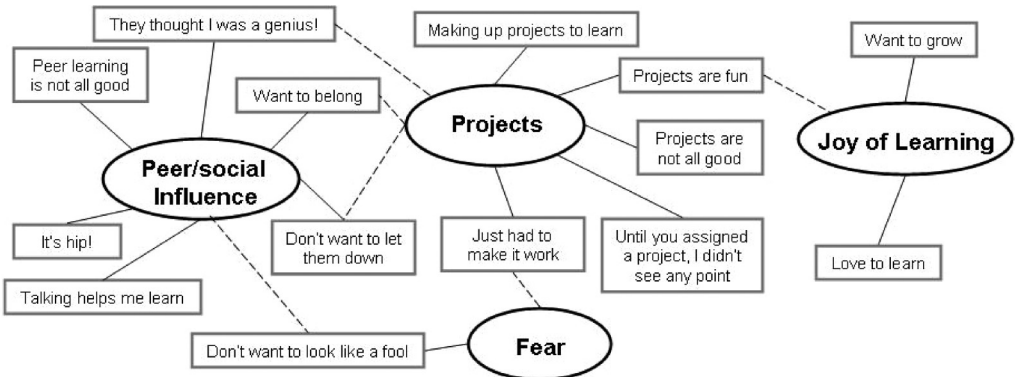 They thought I was a genius!
Making up projects to learn
Want to grow
Peer learning
is not all good
Want to belong
Projects are fun
Projects
Projects are
not all good
Joy of Learning
Peer/social
Influence
It's hip!
Don't want to let
them down
Just had to
make it work
Until you assigned
a project, I didn't
see any point
Love to learn
Talking helps me learn
Don't want to look like a fool
Fear